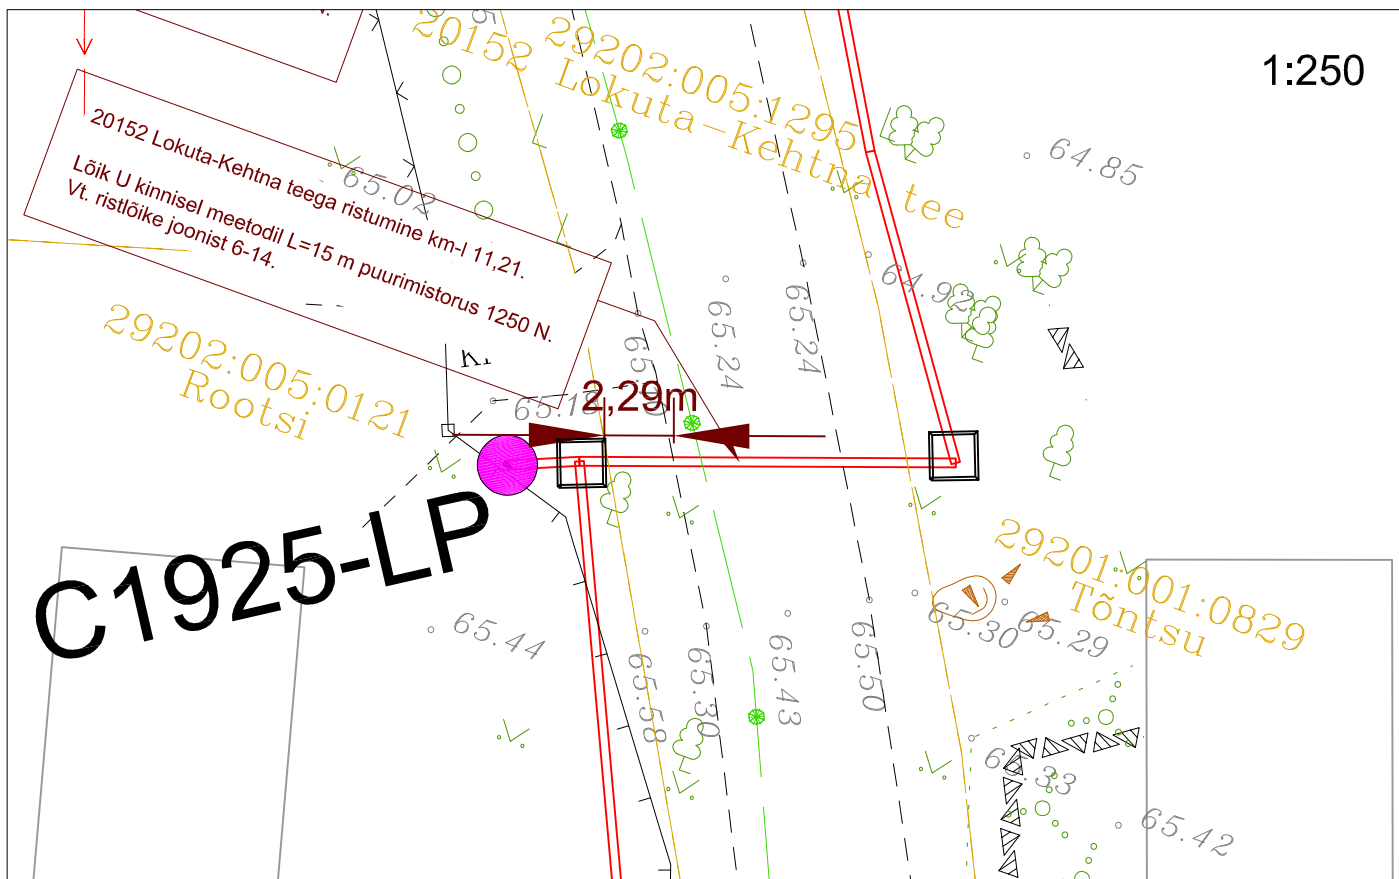 1:250
20152 Lokuta-Kehtna teega ristumine km-l 11,21.
Lõik U kinnisel meetodil L=15 m puurimistorus 1250 N.
Vt. ristlõike joonist 6-14.
29202:005:1295
20152 Lokuta-Kehtna tee
64.85
65.02
64.92
65.24
65.24
29202:005:0121
Rootsi
2,29m
C1925-LP
29201:001:0829
Tõntsu
65.30
65.29
65.44
65.58
65.30
65.43
65.50
65.33
65.42